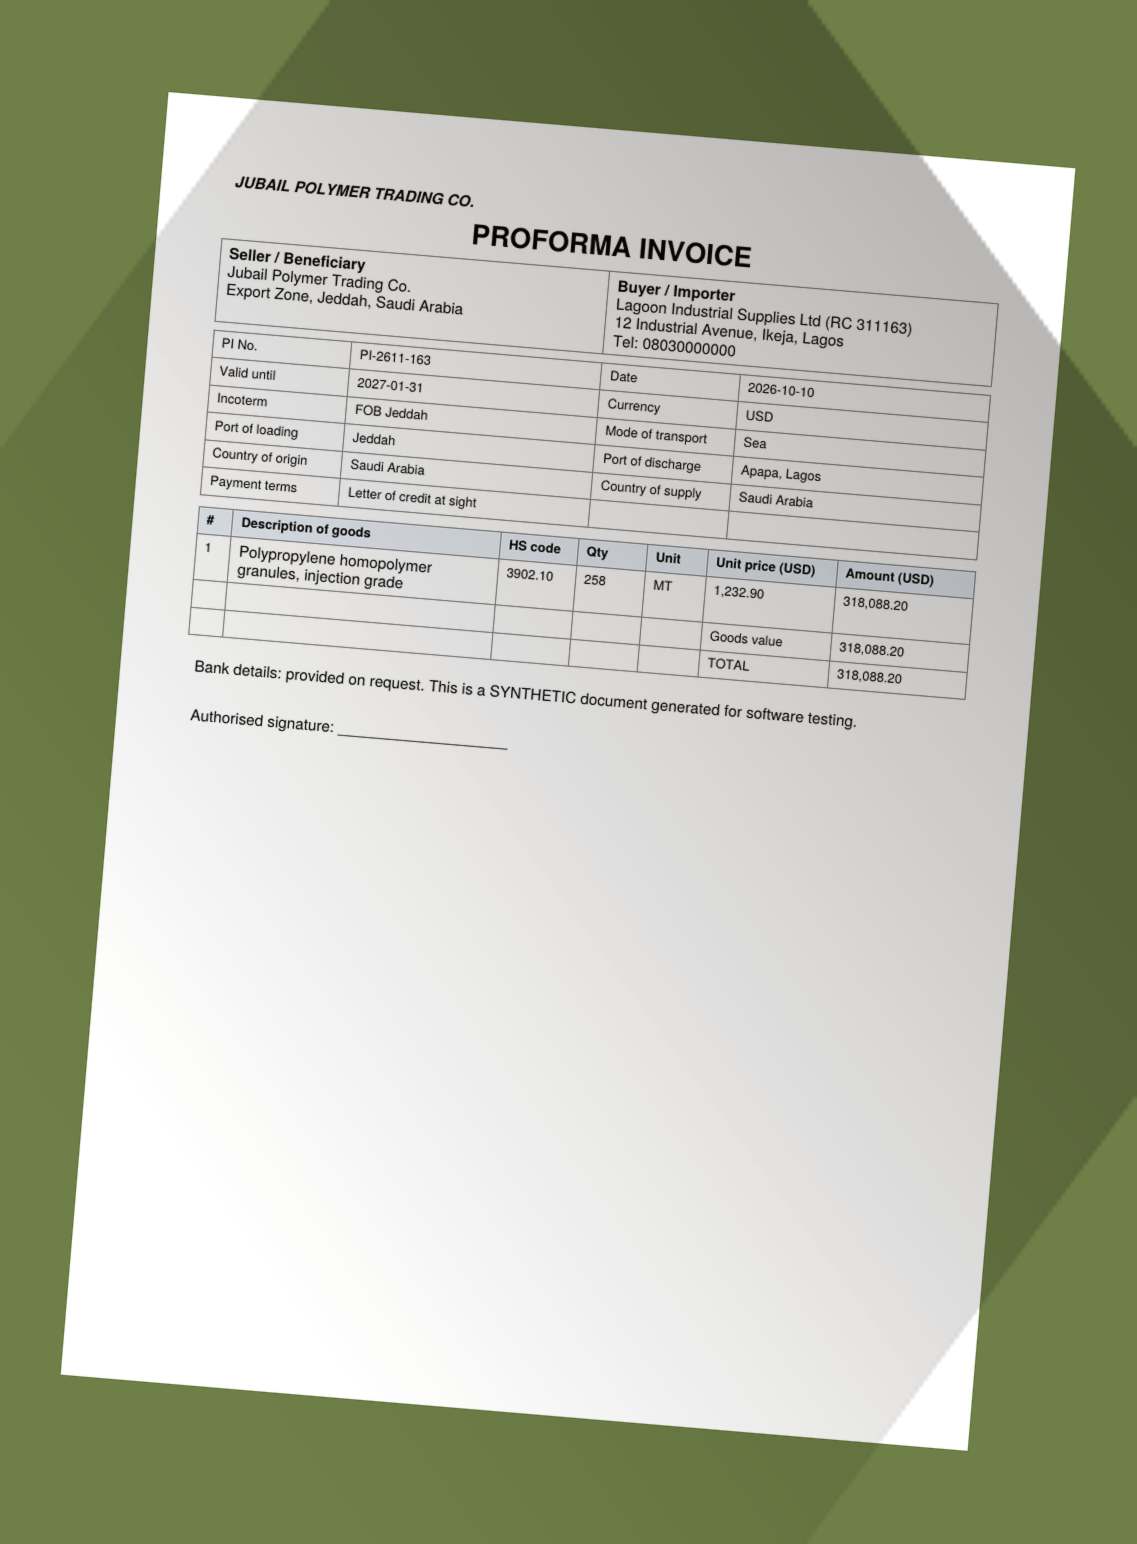 JUBAIL POLYMER TRADING CO.
PROFORMA INVOICE
Seller / Beneficiary
Jubail Polymer Trading Co.
Export Zone, Jeddah, Saudi Arabia
Buyer / Importer
Lagoon Industrial Supplies Ltd (RC 311163)
12 Industrial Avenue, Ikeja, Lagos
Tel: 08030000000
PI No. PI-2611-163 Date 2026-10-10
Valid until 2027-01-31 Currency USD
Incoterm FOB Jeddah Mode of transport Sea
Port of loading Jeddah Port of discharge Apapa, Lagos
Country of origin Saudi Arabia Country of supply Saudi Arabia
Payment terms Letter of credit at sight
# Description of goods HS code Qty Unit Unit price (USD) Amount (USD)
1 Polypropylene homopolymer 3902.10 258 MT 1,232.90 318,088.20
granules, injection grade
Goods value 318,088.20
TOTAL 318,088.20
Bank details: provided on request. This is a SYNTHETIC document generated for software testing.
Authorised signature: ____________________